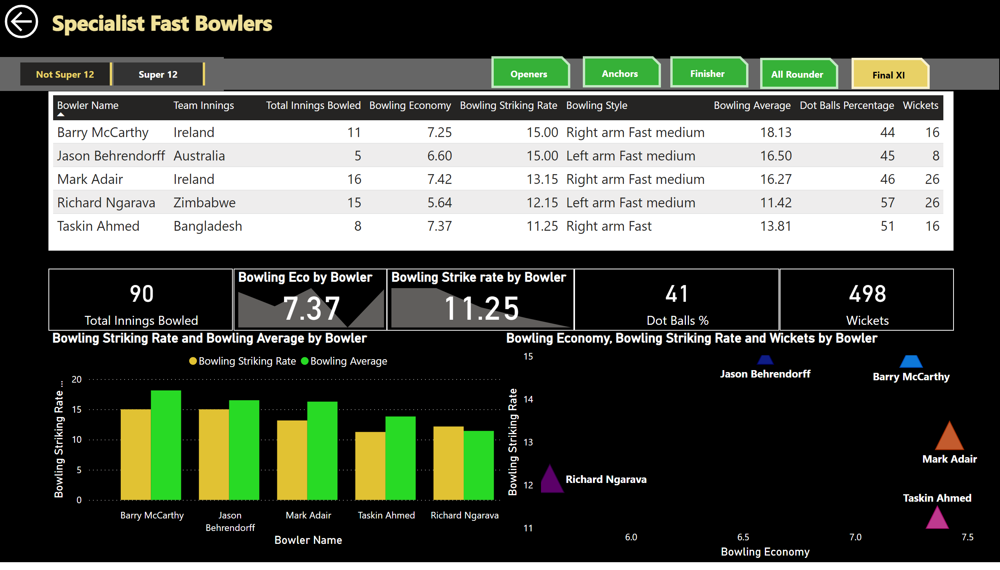 Specialist Fast Bowlers
Not Super 12
Super 12
Openers
Anchors
Finisher
All Rounder
Final XI
Bowler Name Team Innings Total Innings Bowled Bowling Economy Bowling Striking Rate Bowling Style Bowling Average Dot Balls Percentage Wickets
Barry McCarthy Ireland 11 7.25 15.00 Right arm Fast medium 18.13 44 16
Jason Behrendorff Australia 5 6.60 15.00 Left arm Fast medium 16.50 45 8
Mark Adair Ireland 16 7.42 13.15 Right arm Fast medium 16.27 46 26
Richard Ngarava Zimbabwe 15 5.64 12.15 Left arm Fast medium 11.42 57 26
Taskin Ahmed Bangladesh 8 7.37 11.25 Right arm Fast 13.81 51 16
90
Total Innings Bowled
Bowling Eco by Bowler
7.37
Bowling Strike rate by Bowler
11.25
41
Dot Balls %
498
Wickets
Bowling Striking Rate and Bowling Average by Bowler
Bowling Striking Rate Bowling Average
Bowling Striking Rate ...
20
15
10
5
0
Barry McCarthy
Jason
Behrendorff
Mark Adair
Taskin Ahmed
Richard Ngarava
Bowler Name
Bowling Economy, Bowling Striking Rate and Wickets by Bowler
Bowling Striking Rate
15
14
13
12
11
Jason Behrendorff
Barry McCarthy
Mark Adair
Richard Ngarava
Taskin Ahmed
6.0
6.5
7.0
7.5
Bowling Economy